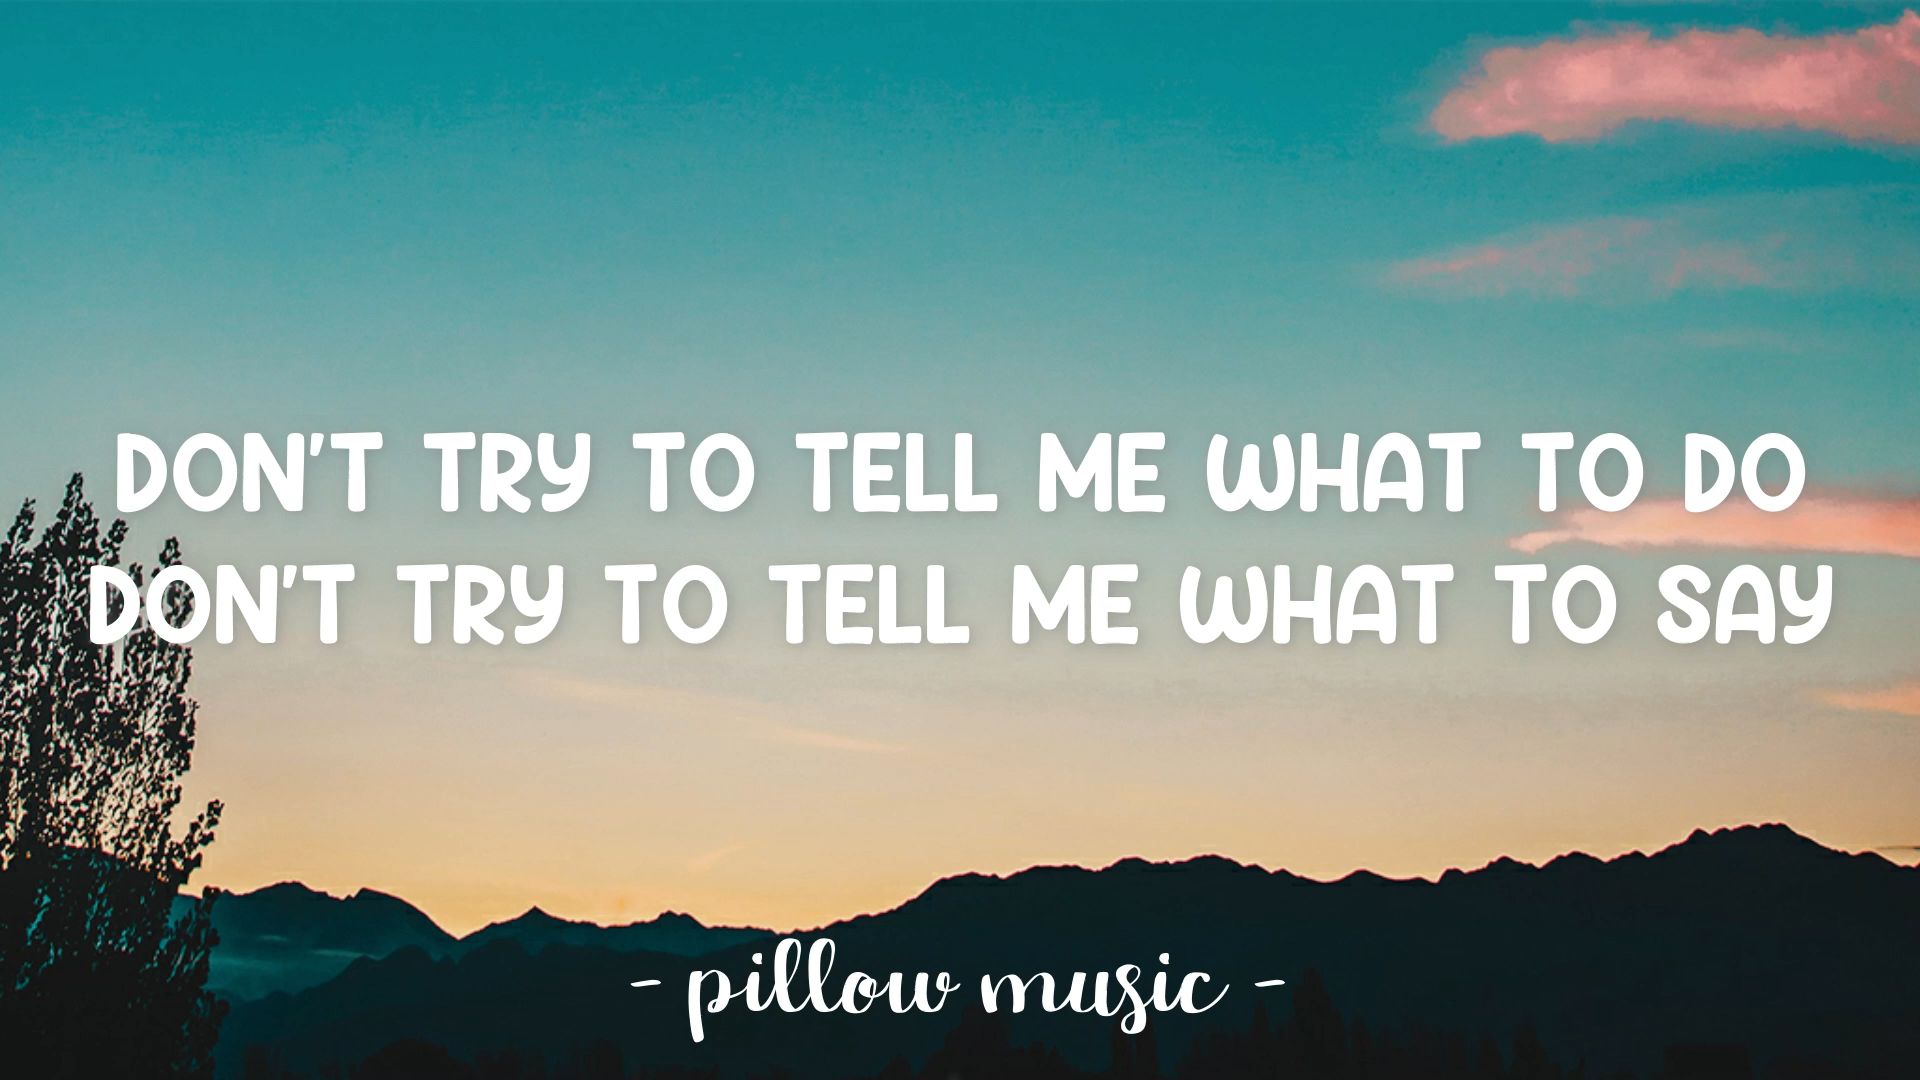 DON'T TRY TO TELL ME WHAT TO DO
DON'T TRY TO TELL ME WHAT TO SAY
- pillow music -